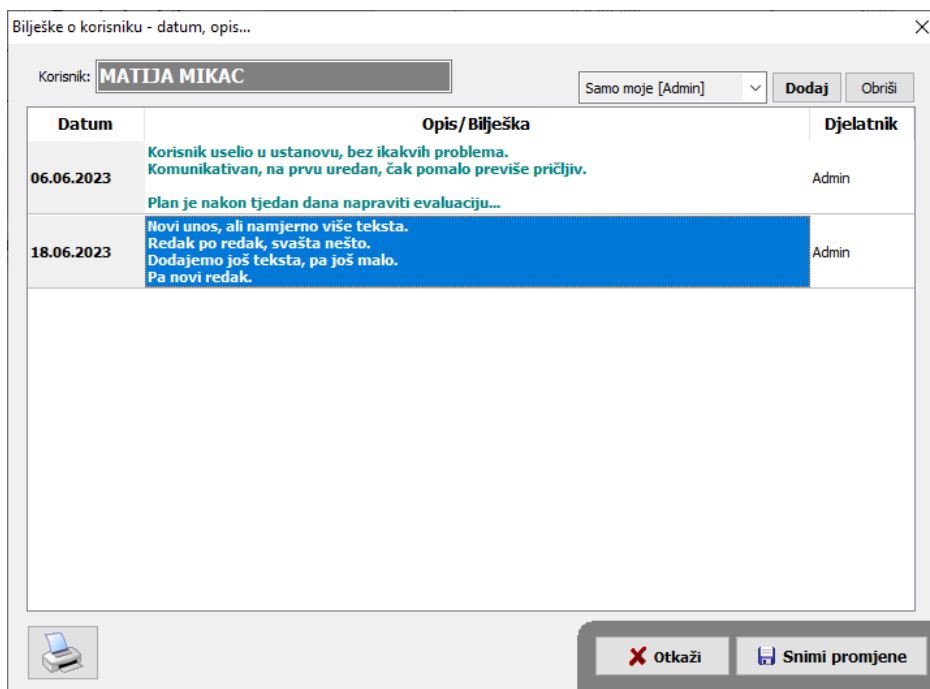 Bilješke o korisniku - datum, opis...
Korisnik: MATIJA MIKAC
Samo moje [Admin] Dodaj Obriši
Datum Opis/Bilješka Djelatnik
06.06.2023
Korisnik uselio u ustanovu, bez ikakvih problema.
Komunikativan, na prvu uredan, čak pomalo previše pričljiv.
Plan je nakon tjedan dana napraviti evaluaciju...
Admin
18.06.2023
Novi unos, ali namjerno više teksta.
Redak po redak, svašta nešto.
Dodajemo još teksta, pa još malo.
Pa novi redak.
Admin
Otkaži Snimi promjene